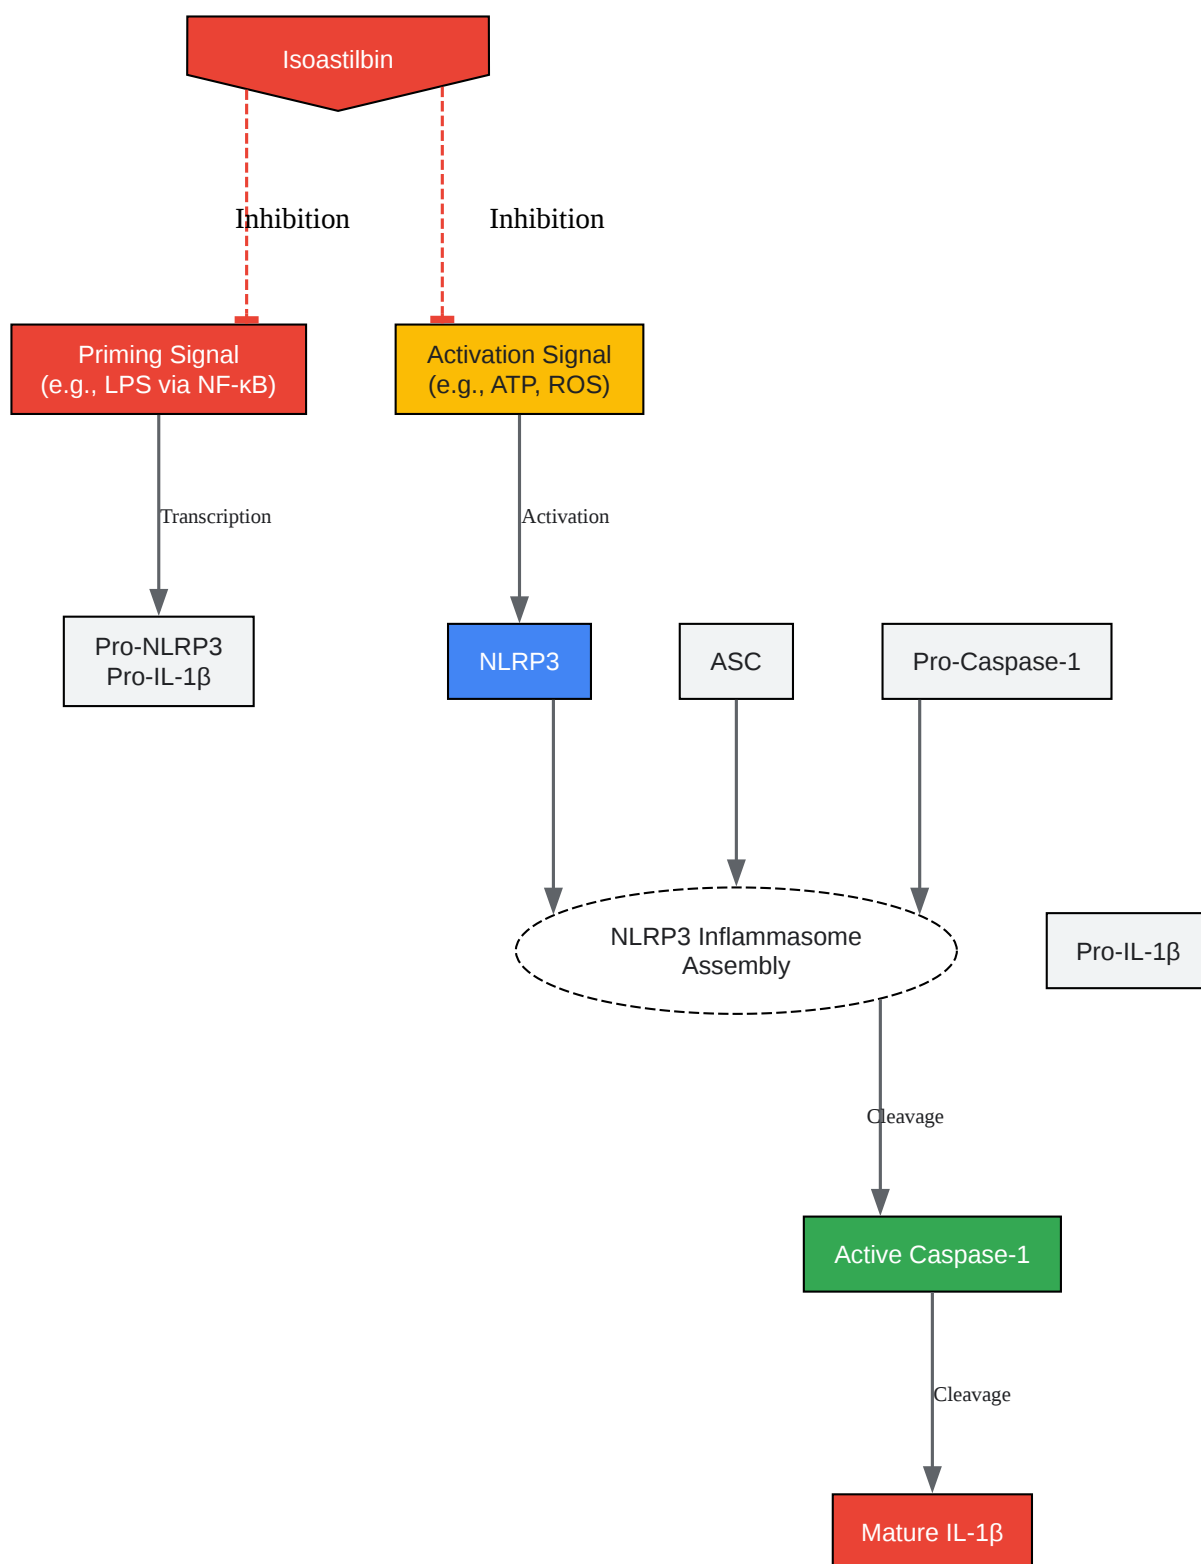 Isoastilbin
Inhibition
Inhibition
Priming Signal
(e.g., LPS via NF-κB)
Activation Signal
(e.g., ATP, ROS)
Transcription
Activation
Pro-NLRP3
Pro-IL-1β
NLRP3
ASC
Pro-Caspase-1
NLRP3 Inflammasome
Assembly
Pro-IL-1β
Cleavage
Active Caspase-1
Cleavage
Mature IL-1β